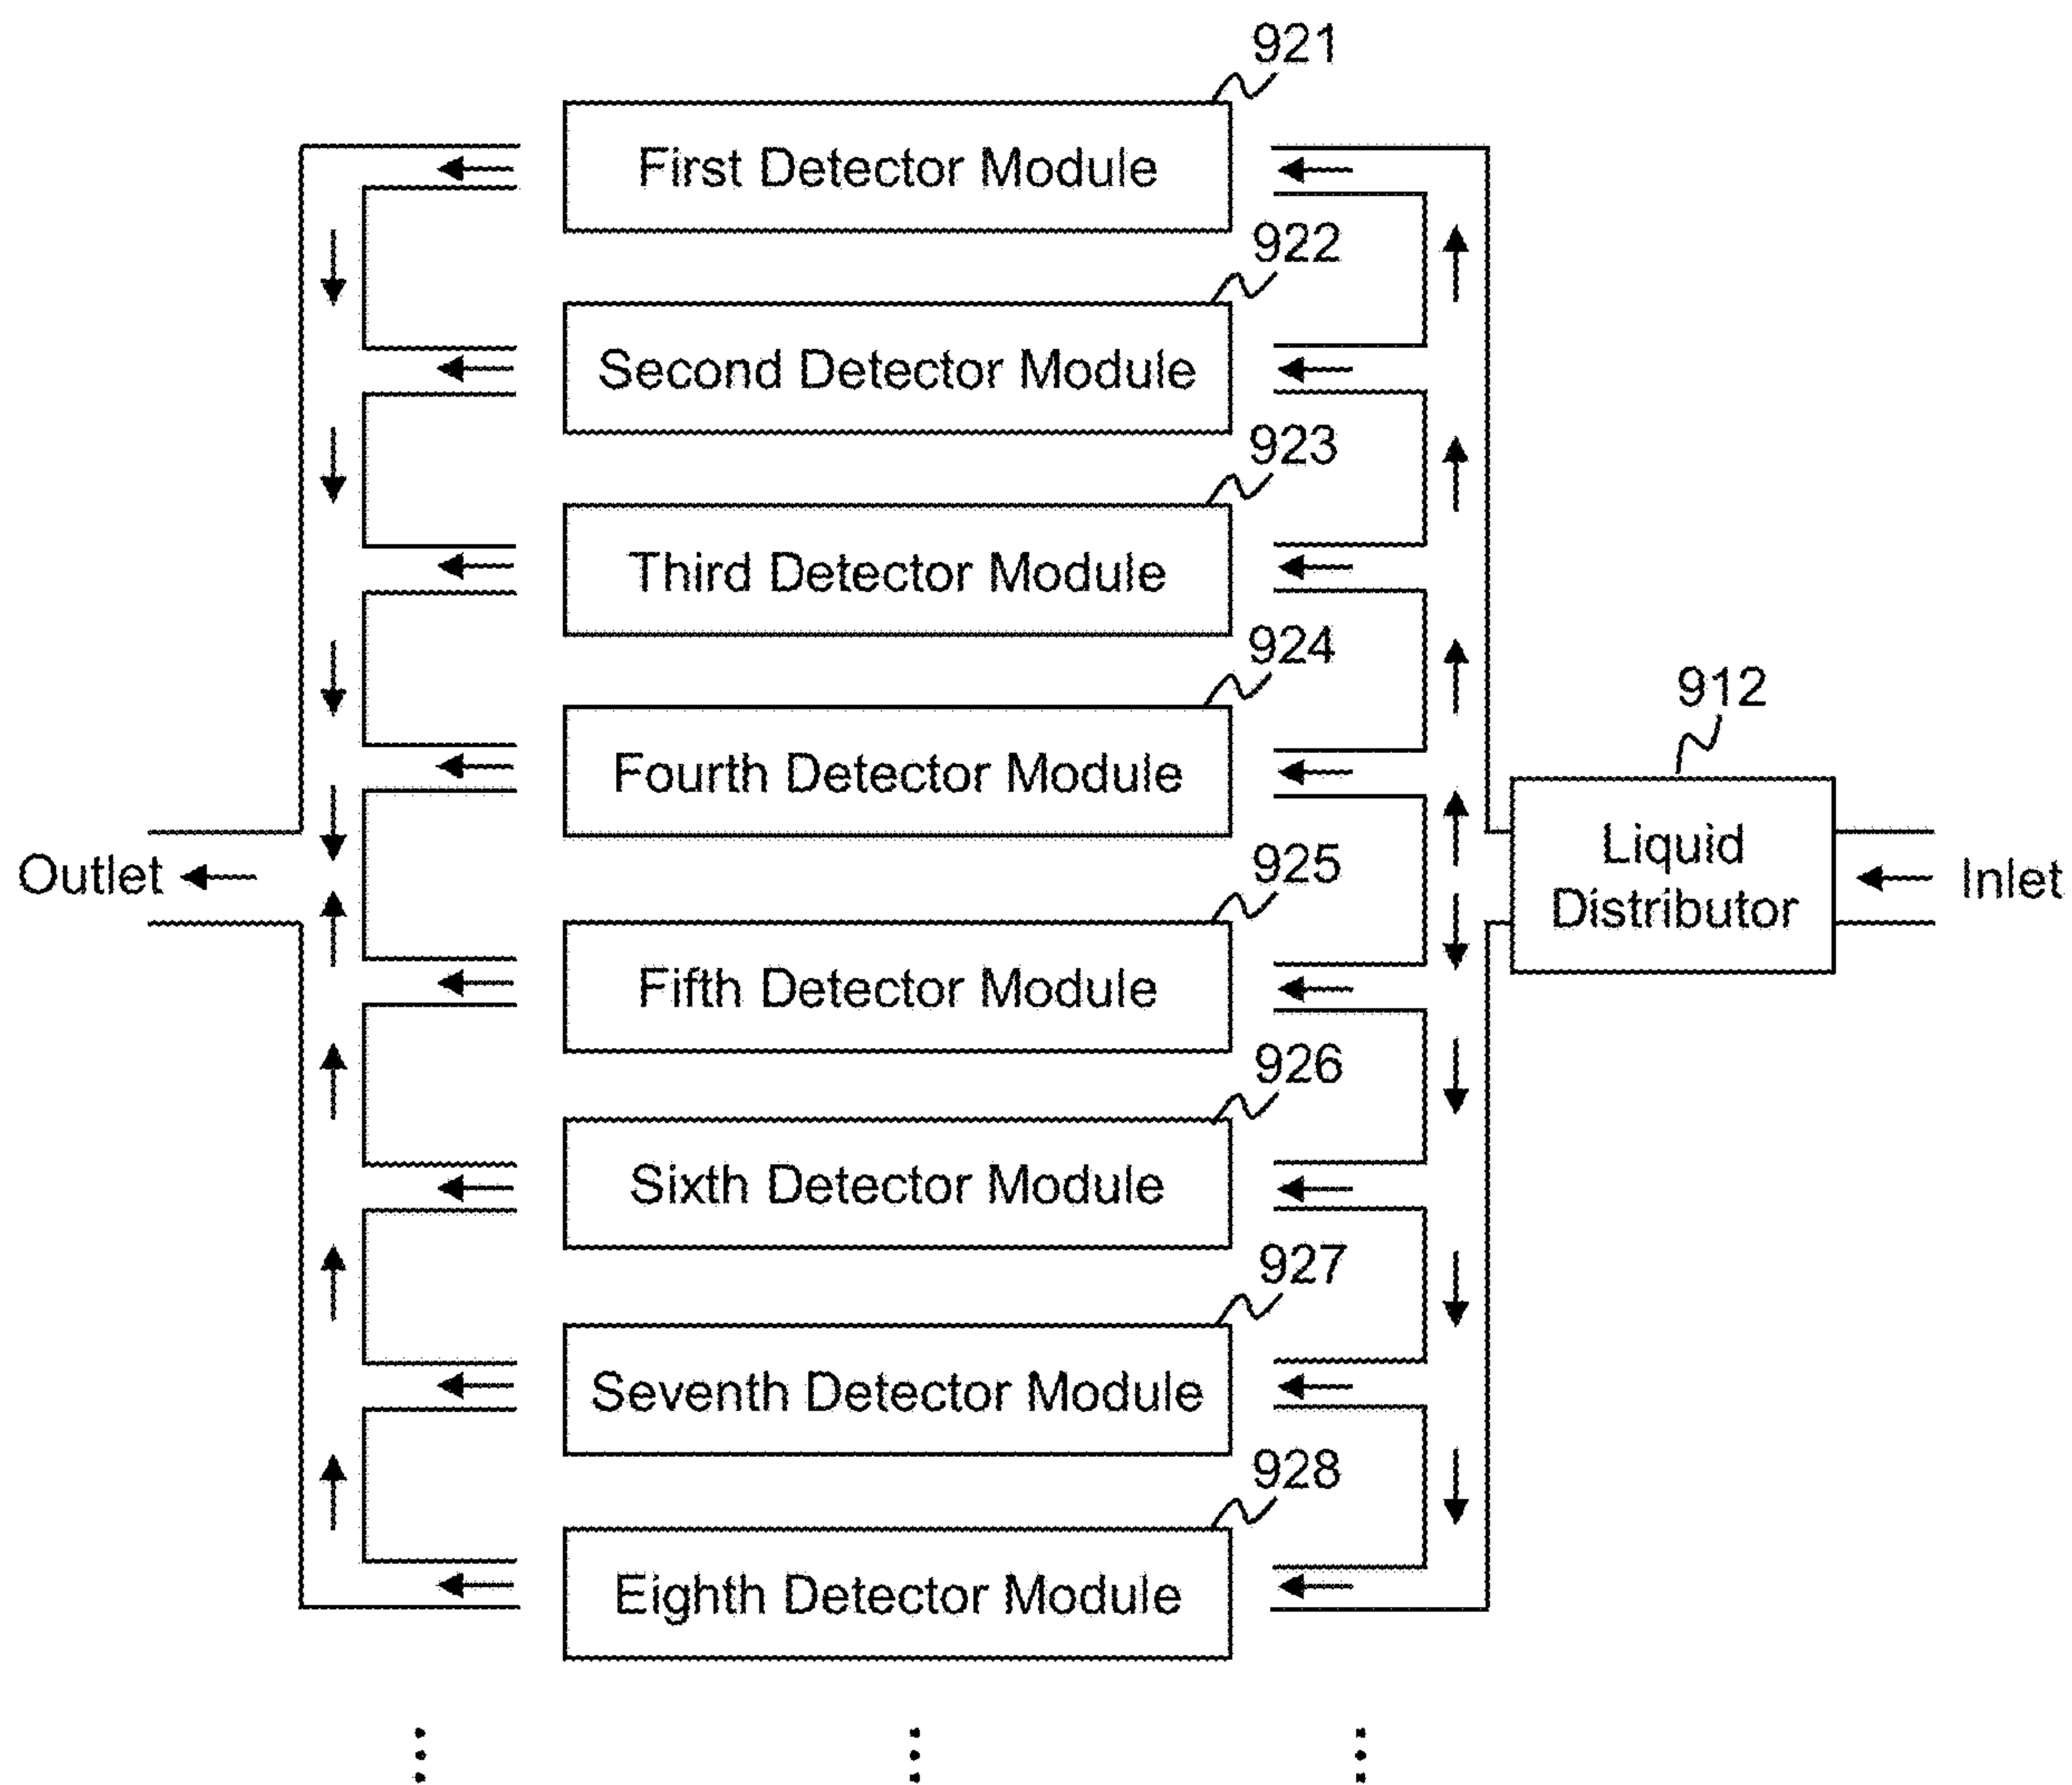 921
First Detector Module
922
Second Detector Module
923
Third Detector Module
924
Fourth Detector Module
912
Liquid
Distributor
Outlet
Inlet
925
Fifth Detector Module
926
Sixth Detector Module
927
Seventh Detector Module
928
Eighth Detector Module